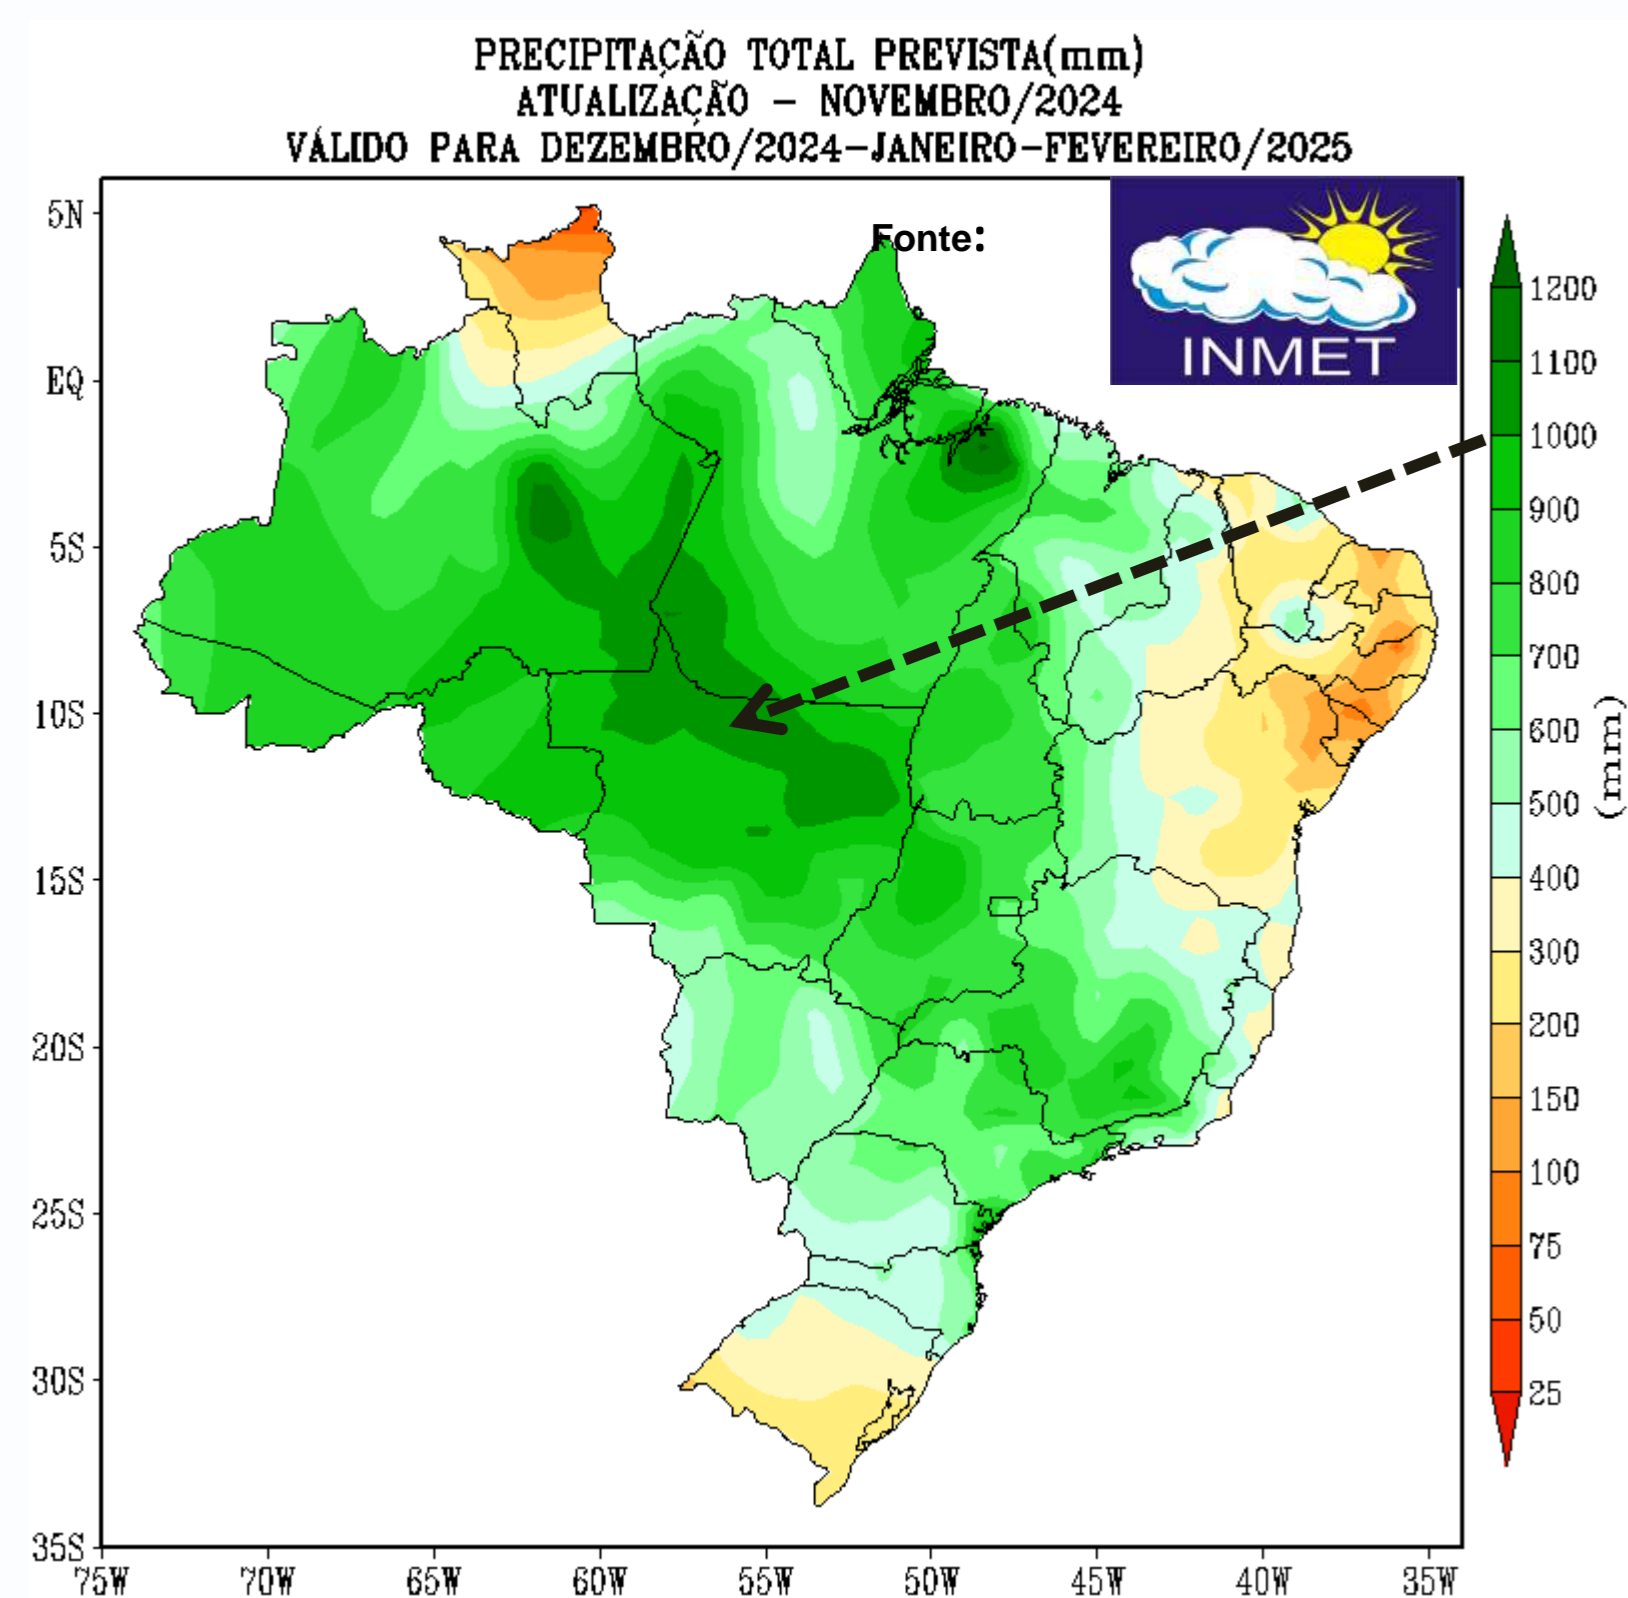 PRECIPITAÇÃO TOTAL PREVISTA(mm)
ATUALIZAÇÃO - NOVEMBRO/2024
VÁLIDO PARA DEZEMBRO/2024-JANEIRO-FEVEREIRO/2025
Fonte:
INMET
5N
EQ
5S
10S
15S
20S
25S
30S
35S
75W 70W 65W 60W 55W 50W 45W 40W 35W
1200
1100
1000
900
800
700
600
500
400
300
200
150
100
75
50
25
(mm)